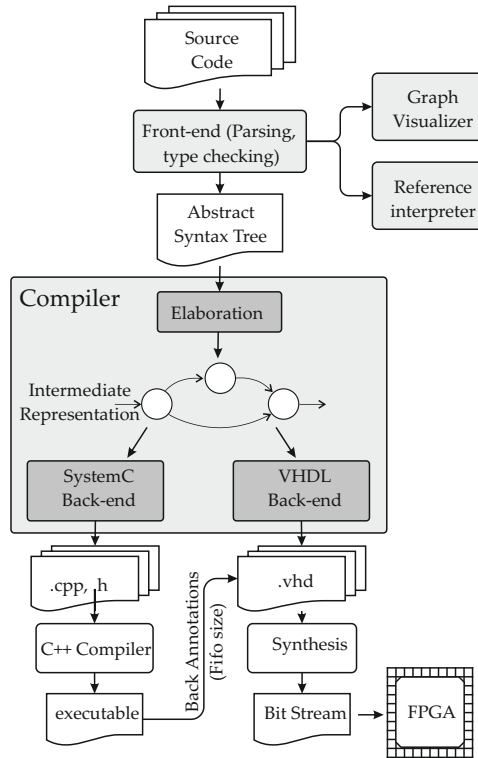 Source
Code
Front-end (Parsing,
type checking)
Graph
Visualizer
Reference
interpreter
Abstract
Syntax Tree
Compiler
Elaboration
Intermediate
Representation
SystemC
Back-end
VHDL
Back-end
.cpp, .h
.vhd
Back Annotations
(Fifo size)
C++ Compiler
Synthesis
executable
Bit Stream
FPGA